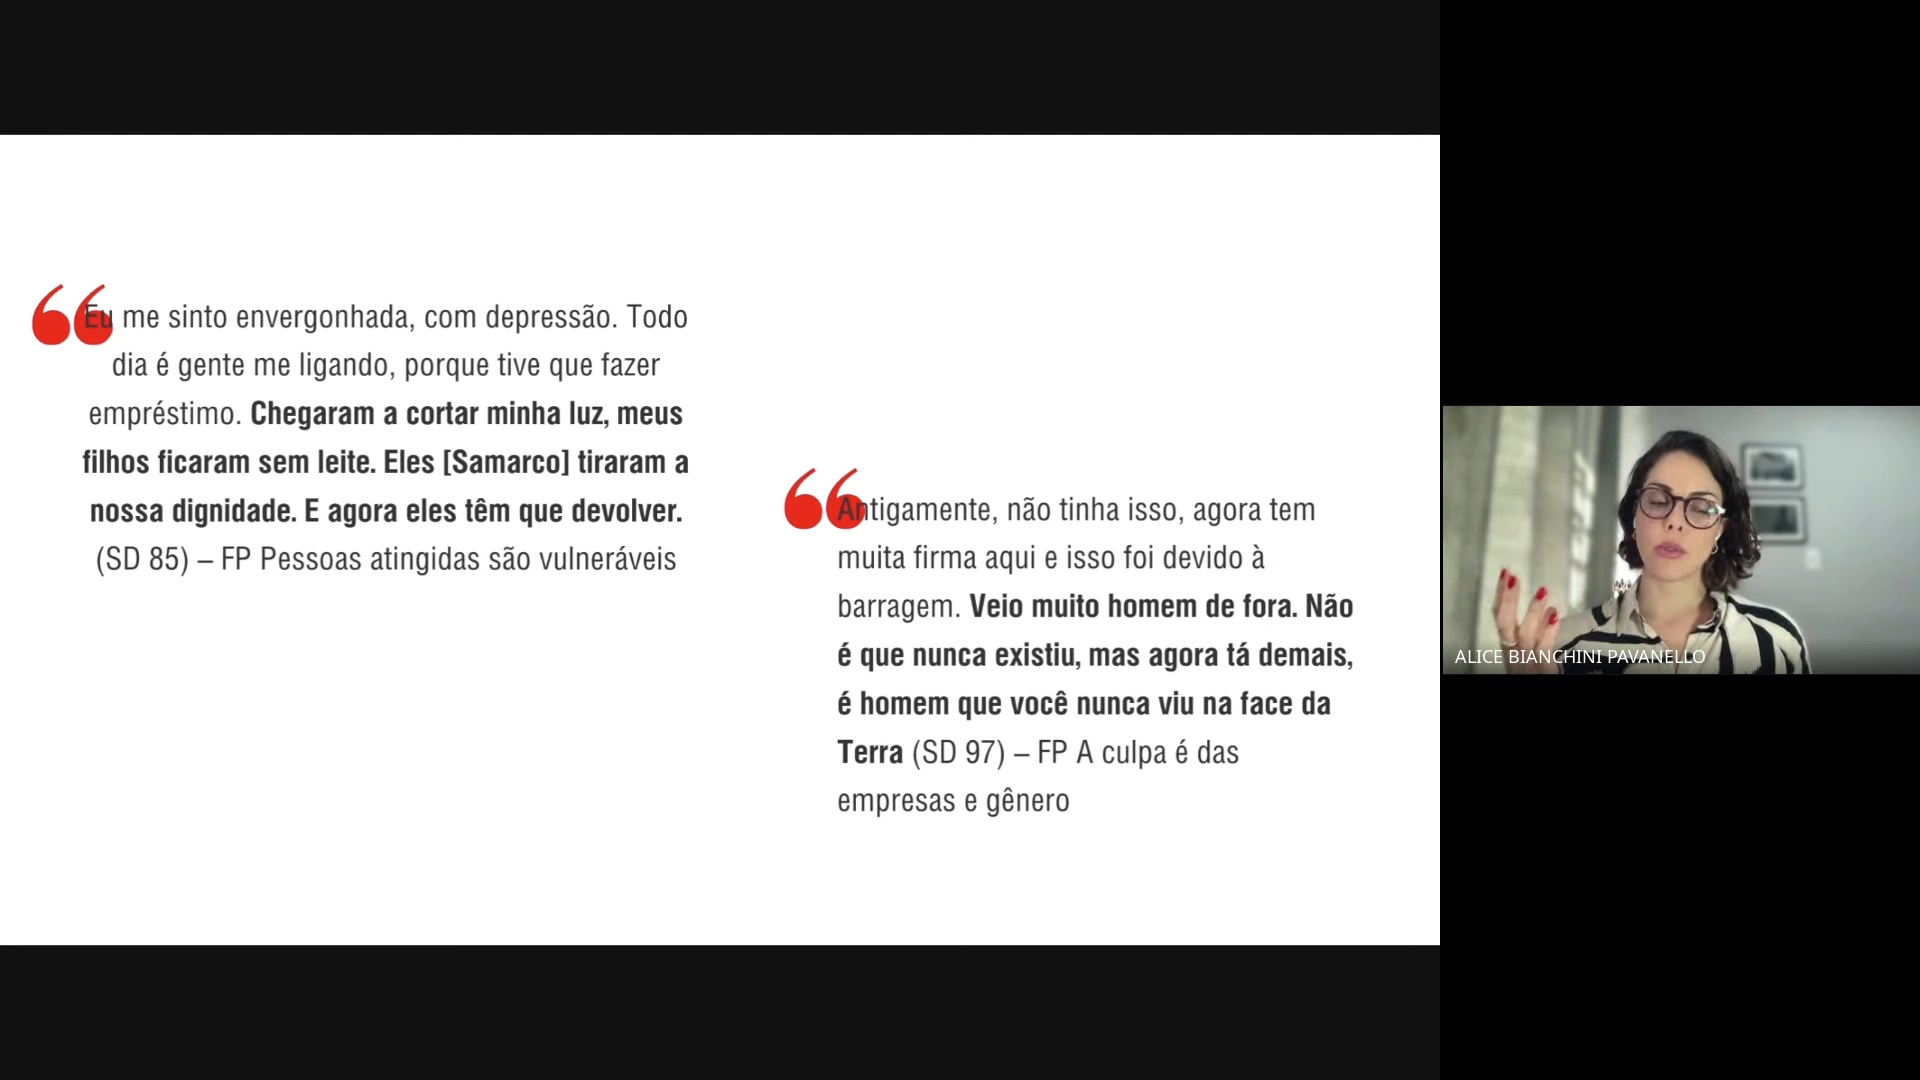 Eu me sinto envergonhada, com depressão. Todo
dia é gente me ligando, porque tive que fazer
empréstimo. Chegaram a cortar minha luz, meus
filhos ficaram sem leite. Eles [Samarco] tiraram a
nossa dignidade. E agora eles têm que devolver.
(SD 85) – FP Pessoas atingidas são vulneráveis
Antigamente, não tinha isso, agora tem
muita firma aqui e isso foi devido à
barragem. Veio muito homem de fora. Não
é que nunca existiu, mas agora tá demais,
é homem que você nunca viu na face da
Terra (SD 97) – FP A culpa é das
empresas e gênero
ALICE BIANCHINI PAVANELLO